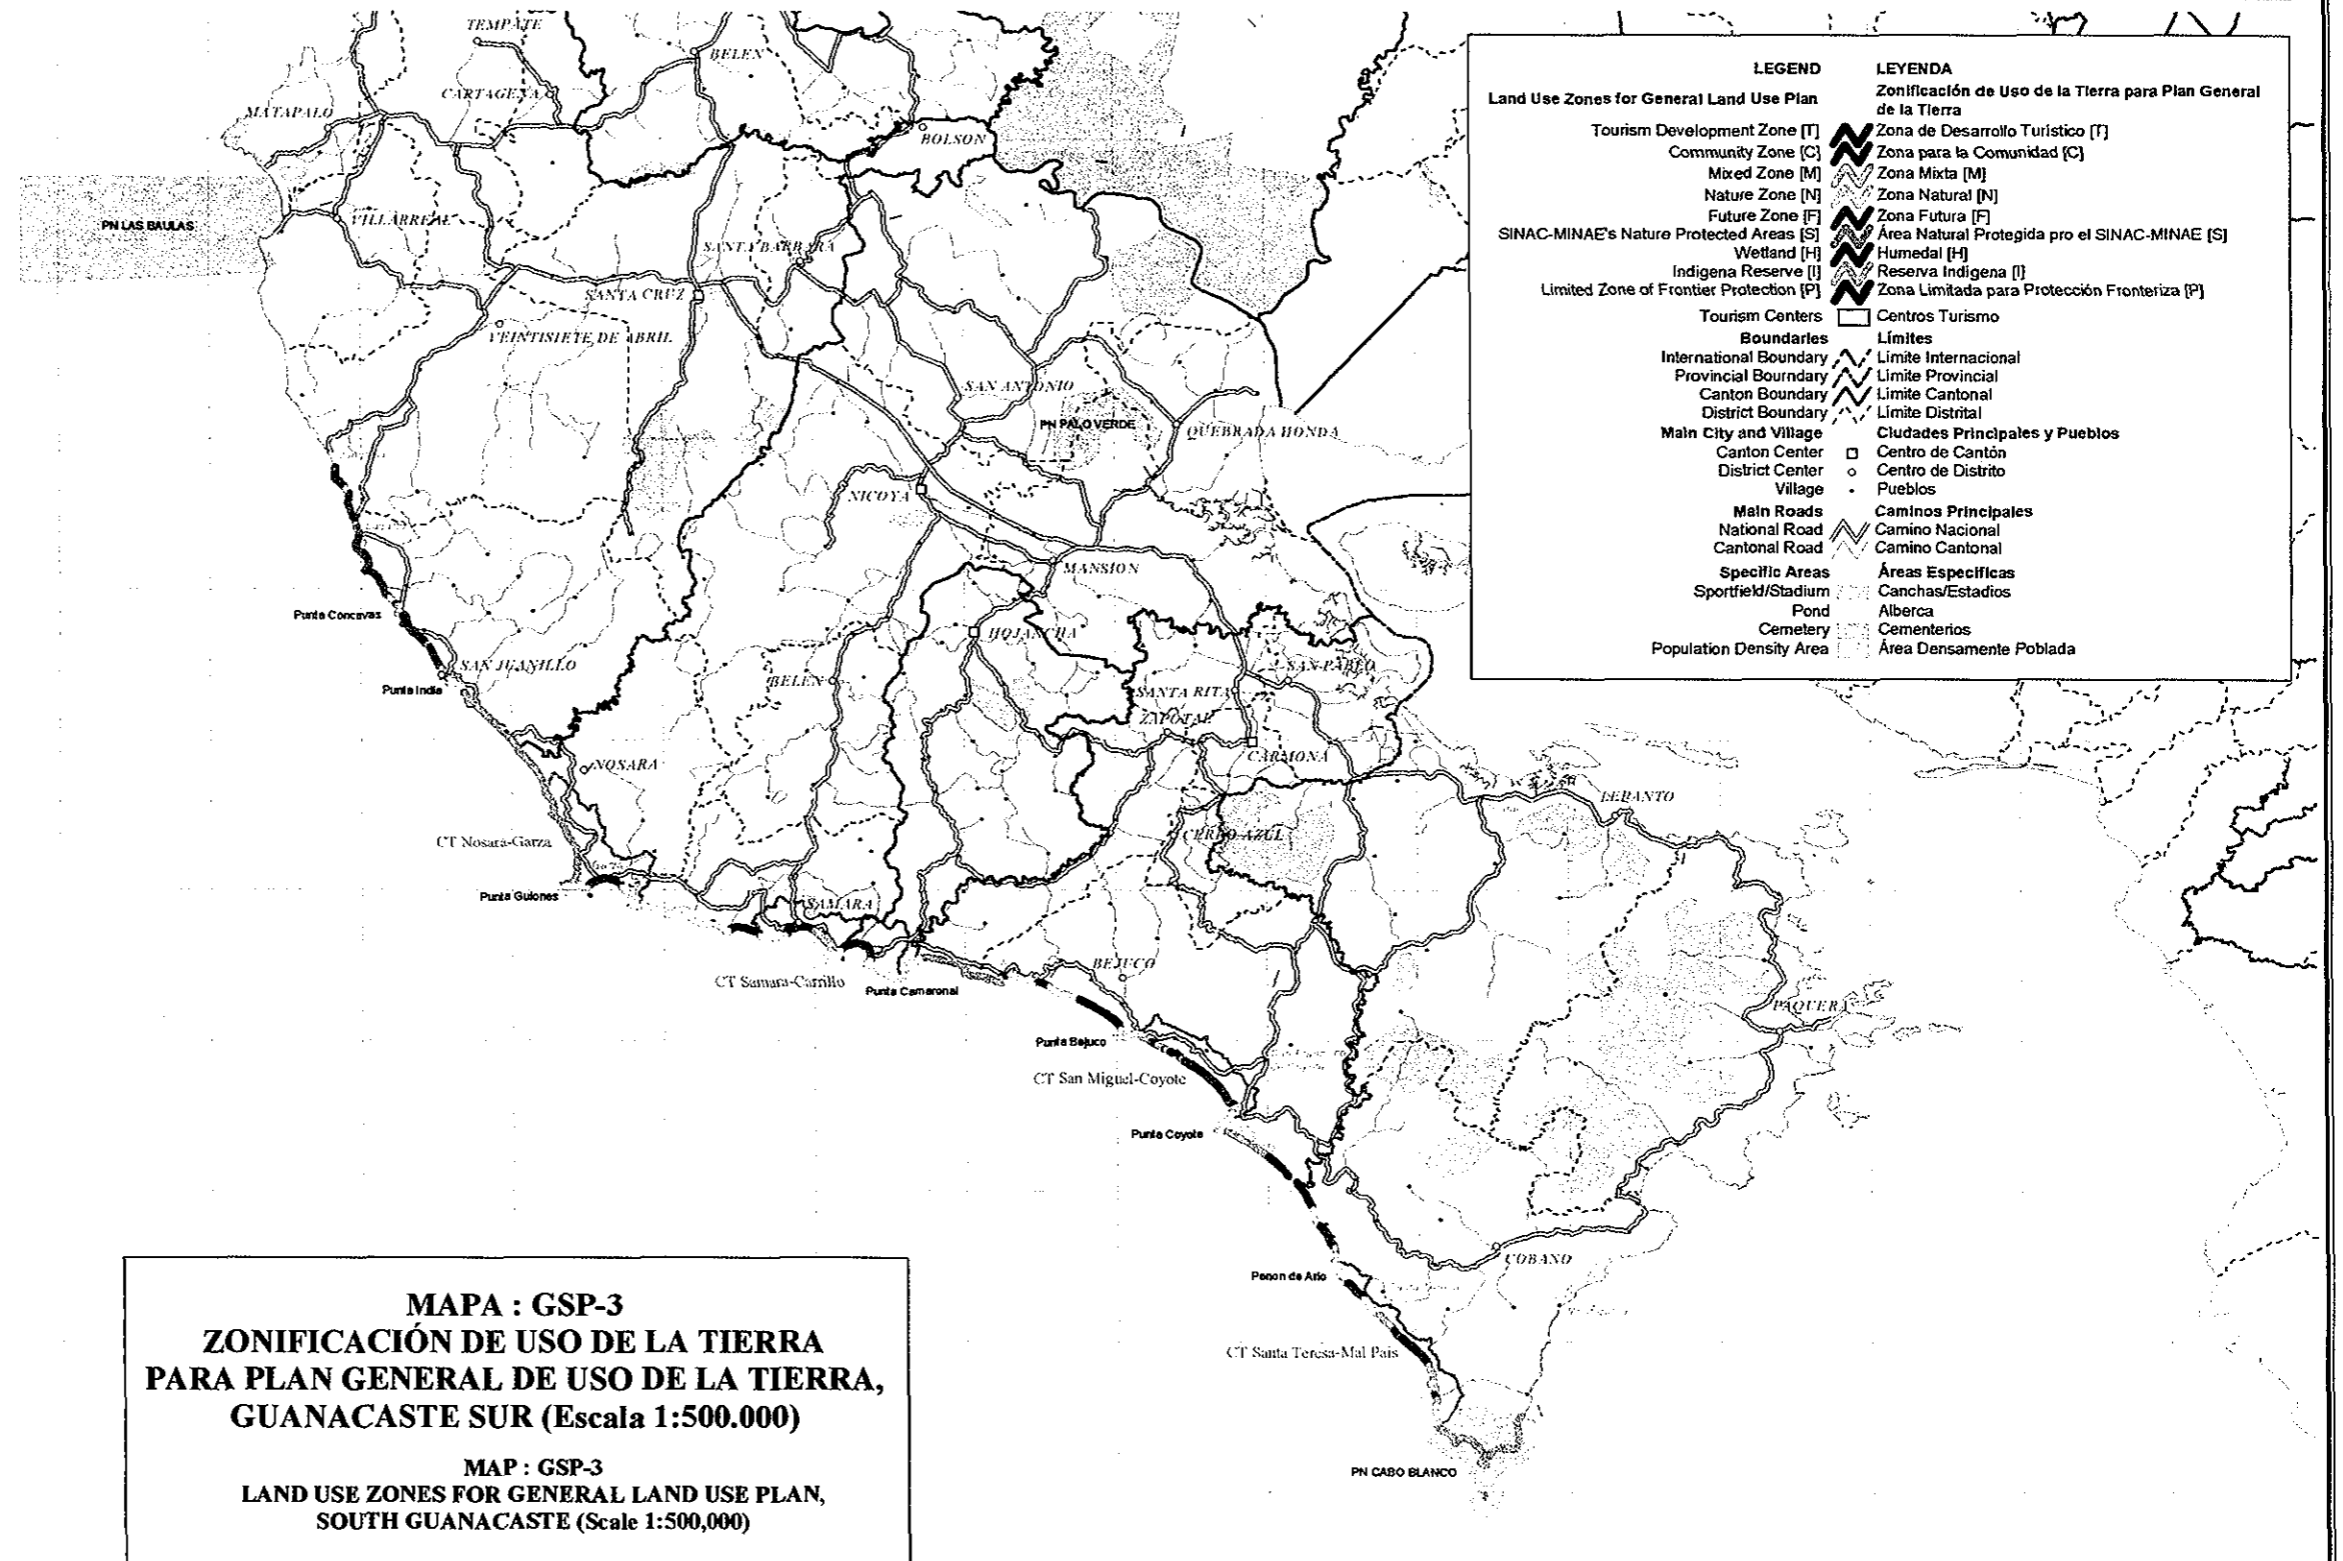 TEMPATE
BELEN
CARTAGENA
MATAPALO
BOLSON
PN LAS BAULAS
VILLARREAL
SANTA BARBARA
SANTA CRUZ
VEINTISIETE DE ABRIL
SAN ANTONIO
PN PALO VERDE
QUEBRADA HONDA
NICOYA
MANSION
Punta Concavas
HOJANCHA
SAN JUANILLO
SAN PABLO
BELEN
Punta India
SANTA RITA
ZAPOTAL
CARMONA
NOSARA
LEPANTO
CERRO AZUL
CT Nosara-Garza
Punta Guiones
SAMARA
BEJUCO
CT Samara-Carrillo
Punta Camaronal
PAQUERA
Punta Bejuco
CT San Miguel-Coyote
Punta Coyote
COBANO
Penon de Ario
CT Santa Teresa-Mal Pais
PN CABO BLANCO
LEGEND LEYENDA
Land Use Zones for General Land Use Plan Zonificación de Uso de la Tierra para Plan General
de la Tierra
Tourism Development Zone [T] Zona de Desarrollo Turístico [T]
Community Zone [C] Zona para la Comunidad [C]
Mixed Zone [M] Zona Mixta [M]
Nature Zone [N] Zona Natural [N]
Future Zone [F] Zona Futura [F]
SINAC-MINAE's Nature Protected Areas [S] Área Natural Protegida pro el SINAC-MINAE [S]
Wetland [H] Humedal [H]
Indigena Reserve [I] Reserva Indigena [I]
Limited Zone of Frontier Protection [P] Zona Limitada para Protección Fronteriza [P]
Tourism Centers Centros Turismo
Boundaries Límites
International Boundary Limite Internacional
Provincial Bourndary Limite Provincial
Canton Boundary Limite Cantonal
District Boundary Limite Distrital
Main City and Village Ciudades Principales y Pueblos
Canton Center Centro de Cantón
District Center Centro de Distrito
Village Pueblos
Main Roads Caminos Principales
National Road Camino Nacional
Cantonal Road Camino Cantonal
Specific Areas Áreas Especificas
Sportfield/Stadium Canchas/Estadios
Pond Alberca
Cemetery Cementerios
Population Density Area Área Densamente Poblada
MAPA : GSP-3
ZONIFICACIÓN DE USO DE LA TIERRA
PARA PLAN GENERAL DE USO DE LA TIERRA,
GUANACASTE SUR (Escala 1:500.000)
MAP : GSP-3
LAND USE ZONES FOR GENERAL LAND USE PLAN,
SOUTH GUANACASTE (Scale 1:500,000)